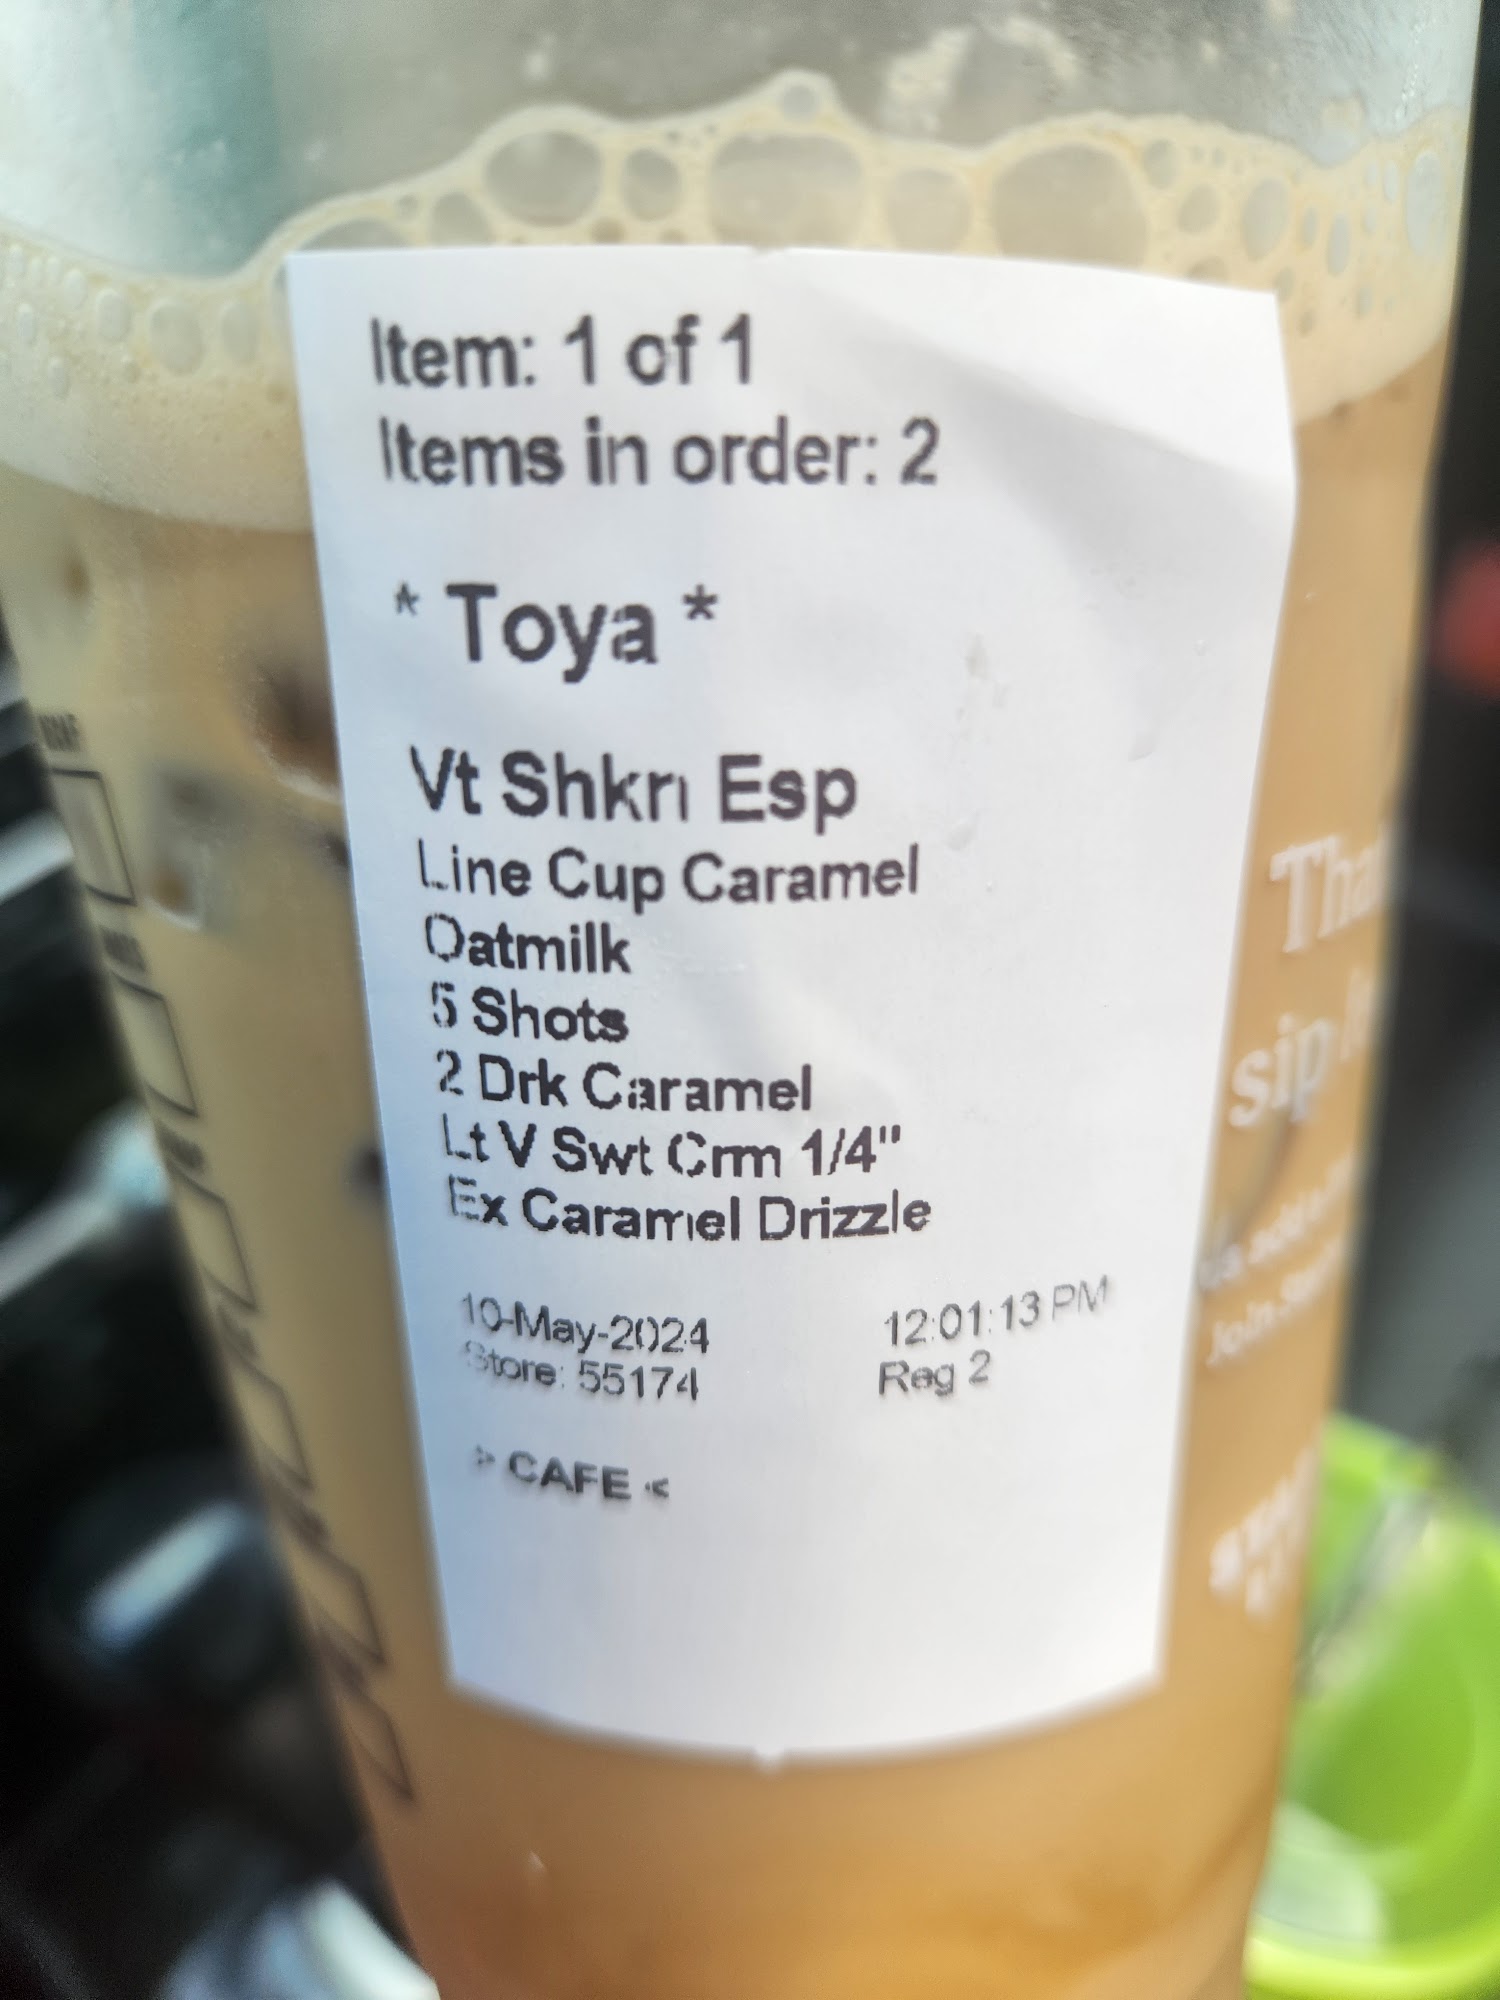 Item: 1 of 1
Items in order: 2
* Toya *
Vt Shkn Esp
Line Cup Caramel
Oatmilk
5 Shots
2 Drk Caramel
Lt V Swt Crm 1/4"
Ex Caramel Drizzle
10-May-2024 12:01:13 PM
Store: 55174 Reg 2
> CAFE <
sip